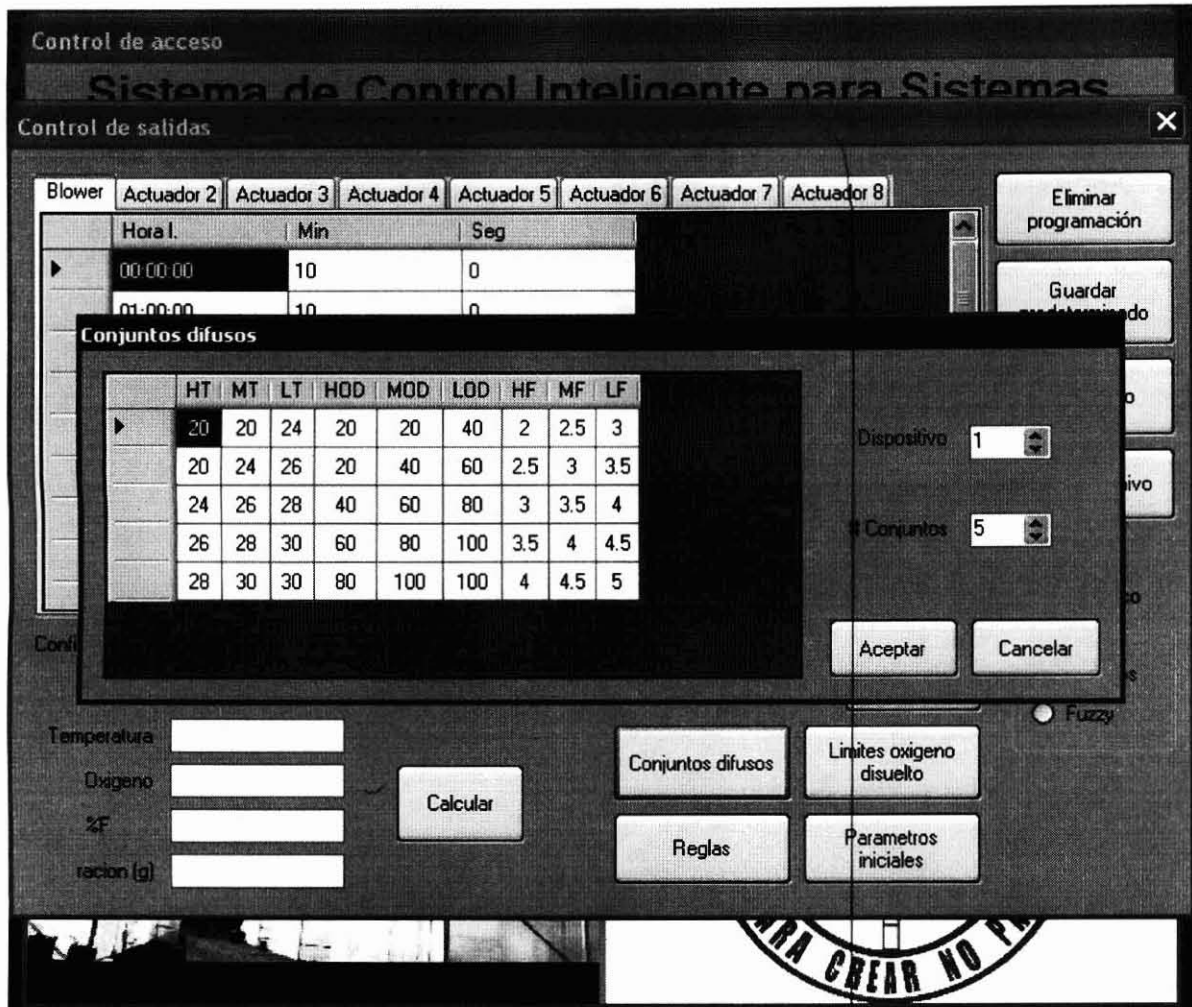 Control de acceso
Sistema de Control Inteligente para Sistemas
Control de salidas
Blower Actuador 2 Actuador 3 Actuador 4 Actuador 5 Actuador 6 Actuador 7 Actuador 8
Eliminar
programación
Hora I. Min Seg
00:00:00 10 0
01:00:00 10 0
Guardar
predeterminado
Conjuntos difusos
HT MT LT HOD MOD LOD HF MF LF
20 20 24 20 20 40 2 2.5 3
20 24 26 20 40 60 2.5 3 3.5
24 26 28 40 60 80 3 3.5 4
26 28 30 60 80 100 3.5 4 4.5
28 30 30 80 100 100 4 4.5 5
Dispositivo 1
# Conjuntos 5
Aceptar Cancelar
Fuzzy
Temperatura
Oxigeno
%F
racion (g)
Calcular
Conjuntos difusos
Limites oxigeno
disuelto
Reglas
Parametros
iniciales
CREAR NO